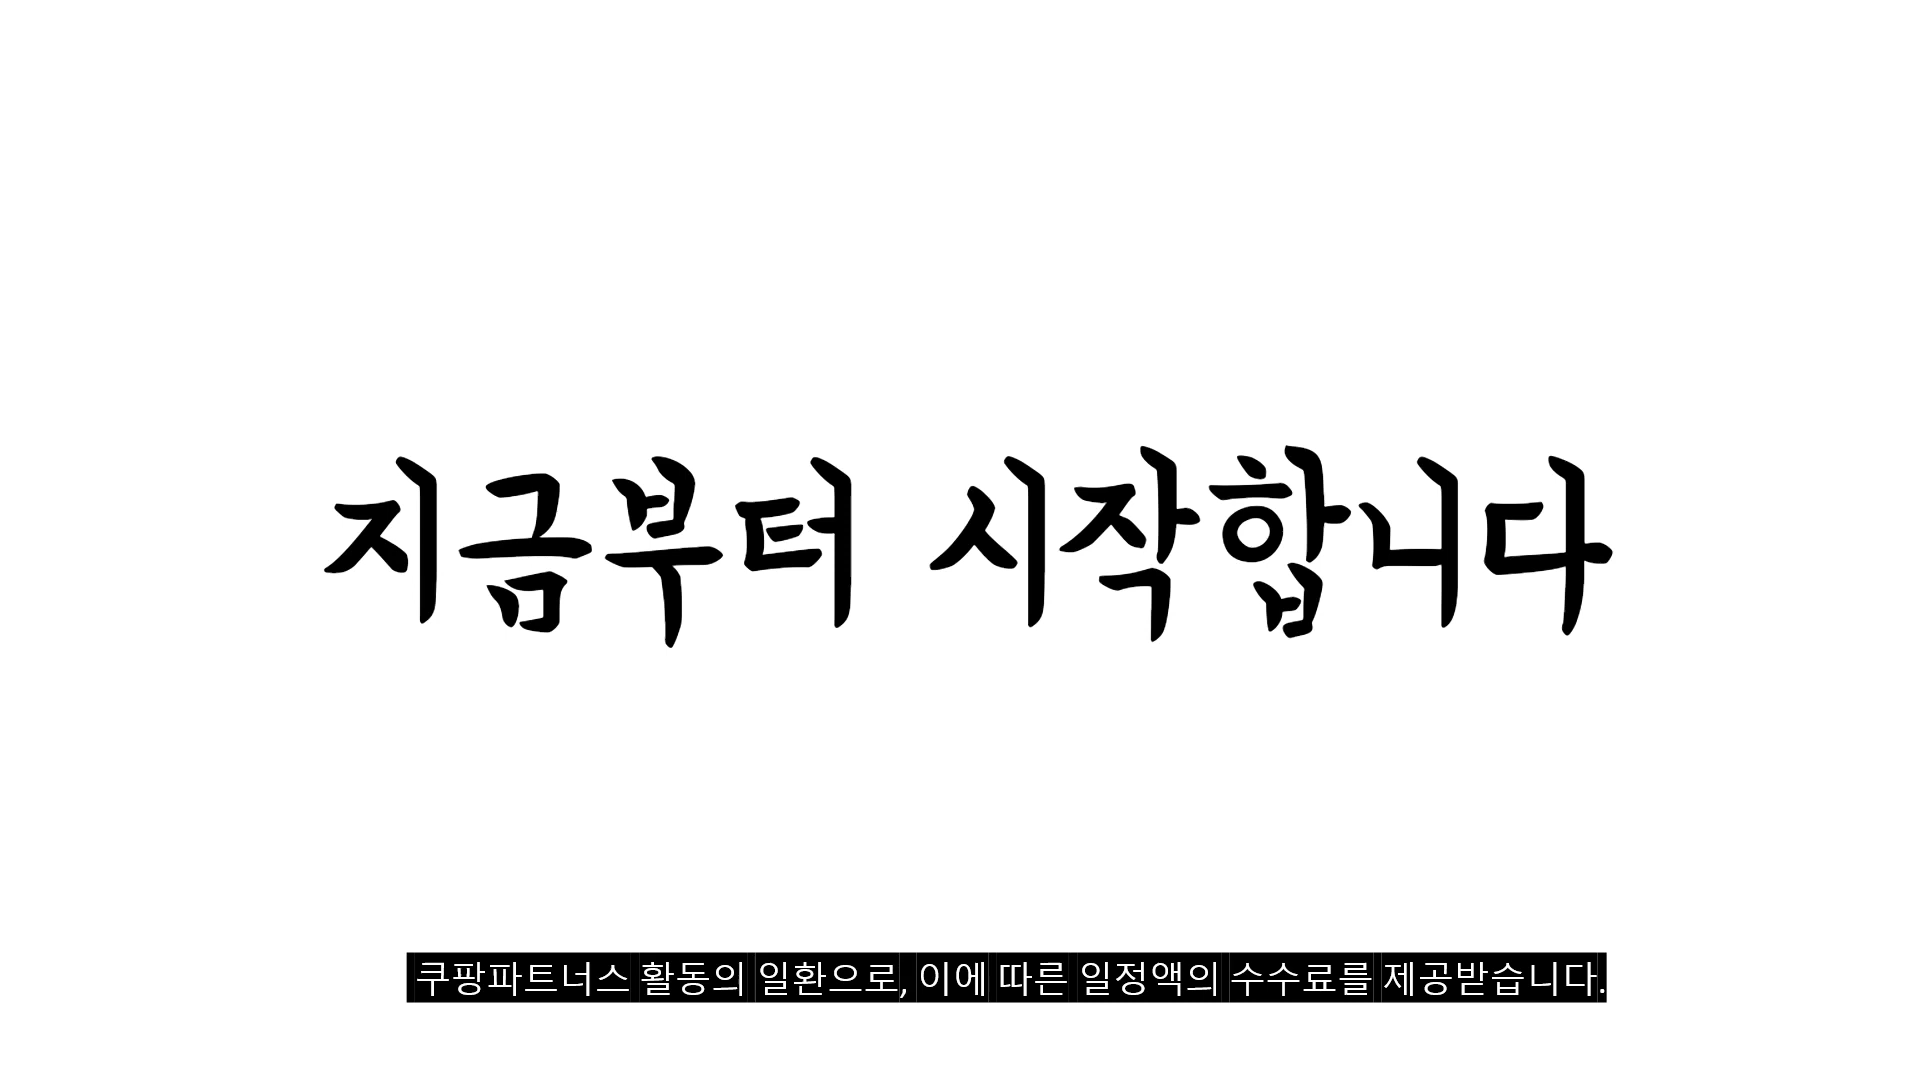 지금부터 시작합니다
쿠팡파트너스 활동의 일환으로, 이에 따른 일정액의 수수료를 제공받습니다.